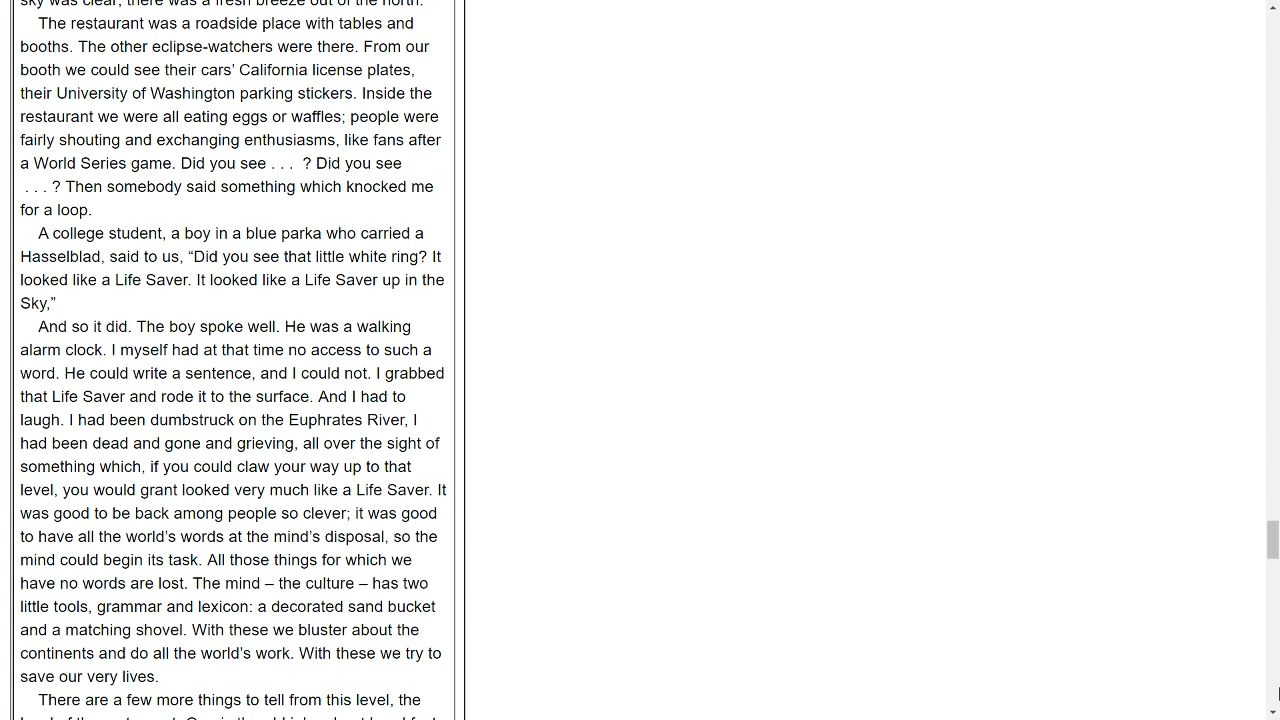 sky was clear; there was a fresh breeze out of the north.
The restaurant was a roadside place with tables and
booths. The other eclipse-watchers were there. From our
booth we could see their cars’ California license plates,
their University of Washington parking stickers. Inside the
restaurant we were all eating eggs or waffles; people were
fairly shouting and exchanging enthusiasms, like fans after
a World Series game. Did you see . . .  ? Did you see
. . . ? Then somebody said something which knocked me
for a loop.
A college student, a boy in a blue parka who carried a
Hasselblad, said to us, “Did you see that little white ring? It
looked like a Life Saver. It looked like a Life Saver up in the
Sky,”
And so it did. The boy spoke well. He was a walking
alarm clock. I myself had at that time no access to such a
word. He could write a sentence, and I could not. I grabbed
that Life Saver and rode it to the surface. And I had to
laugh. I had been dumbstruck on the Euphrates River, I
had been dead and gone and grieving, all over the sight of
something which, if you could claw your way up to that
level, you would grant looked very much like a Life Saver. It
was good to be back among people so clever; it was good
to have all the world’s words at the mind’s disposal, so the
mind could begin its task. All those things for which we
have no words are lost. The mind – the culture – has two
little tools, grammar and lexicon: a decorated sand bucket
and a matching shovel. With these we bluster about the
continents and do all the world’s work. With these we try to
save our very lives.
There are a few more things to tell from this level, the